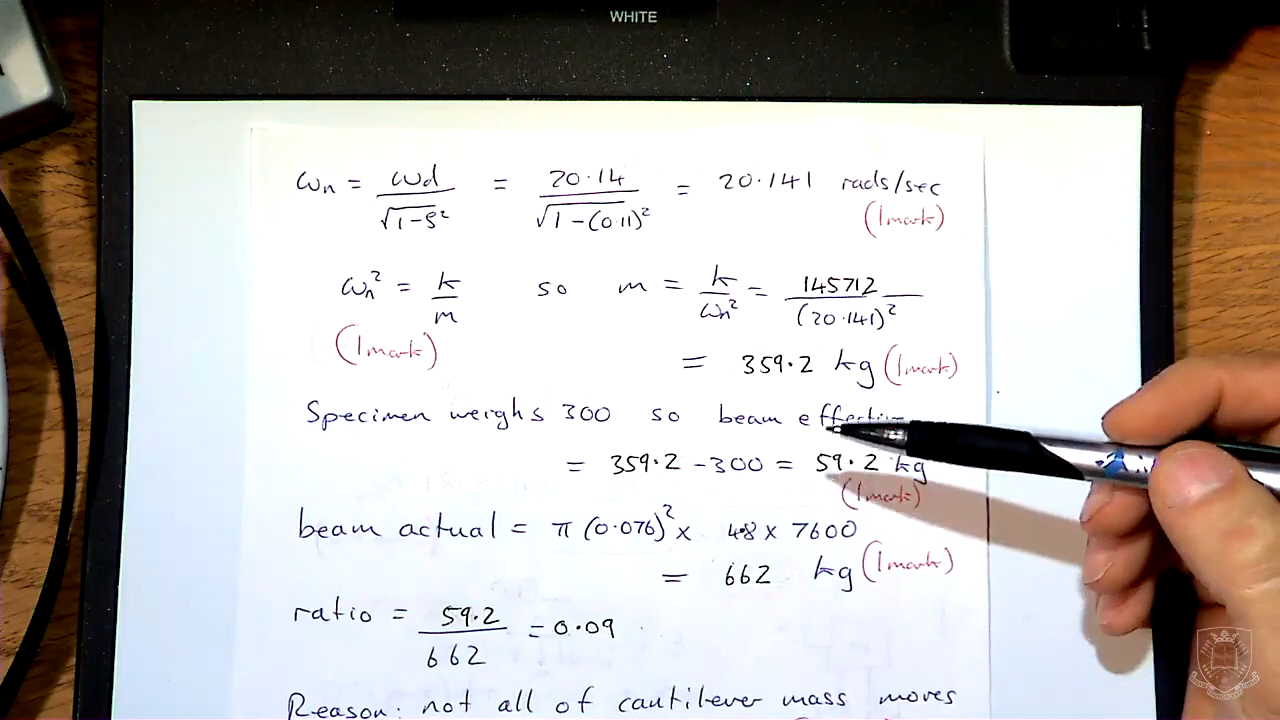 WHITE
ωn = ωd / √1-ζ² = 20.14 / √1-(0.11)² = 20.141 rads/sec
(1mark)
ωn² = k / m so m = k / ωn² = 145712 / (20.141)²
(1mark)
= 359.2 kg (1mark)
Specimen weighs 300 so beam effective
= 359.2 - 300 = 59.2 kg
(1mark)
beam actual = π (0.076)² × 4.8 × 7600
= 662 kg (1mark)
ratio = 59.2 / 662 = 0.09
Reason: not all of cantilever mass moves